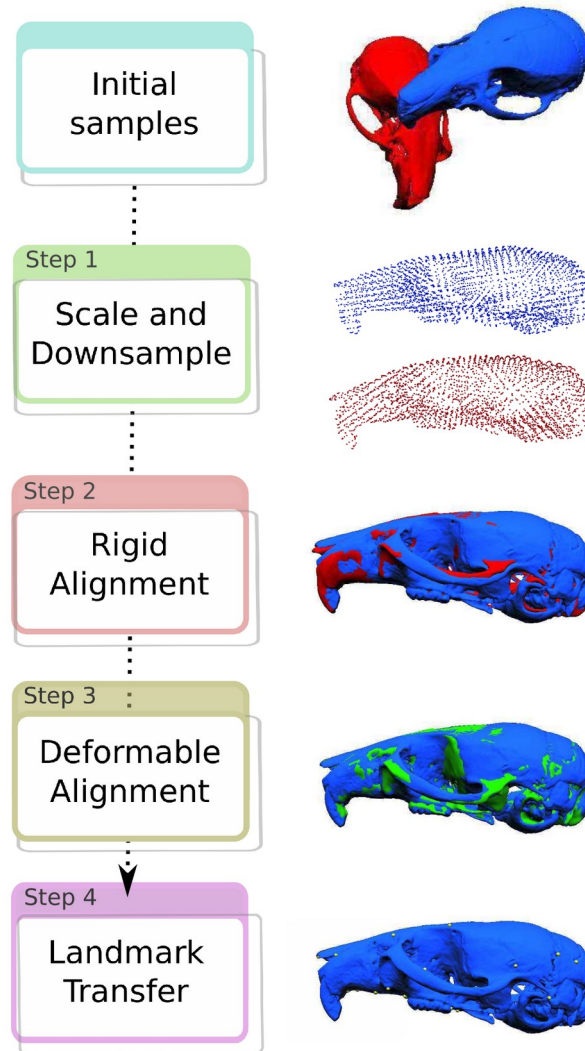 Initial
samples
Step 1
Scale and
Downsample
Step 2
Rigid
Alignment
Step 3
Deformable
Alignment
Step 4
Landmark
Transfer